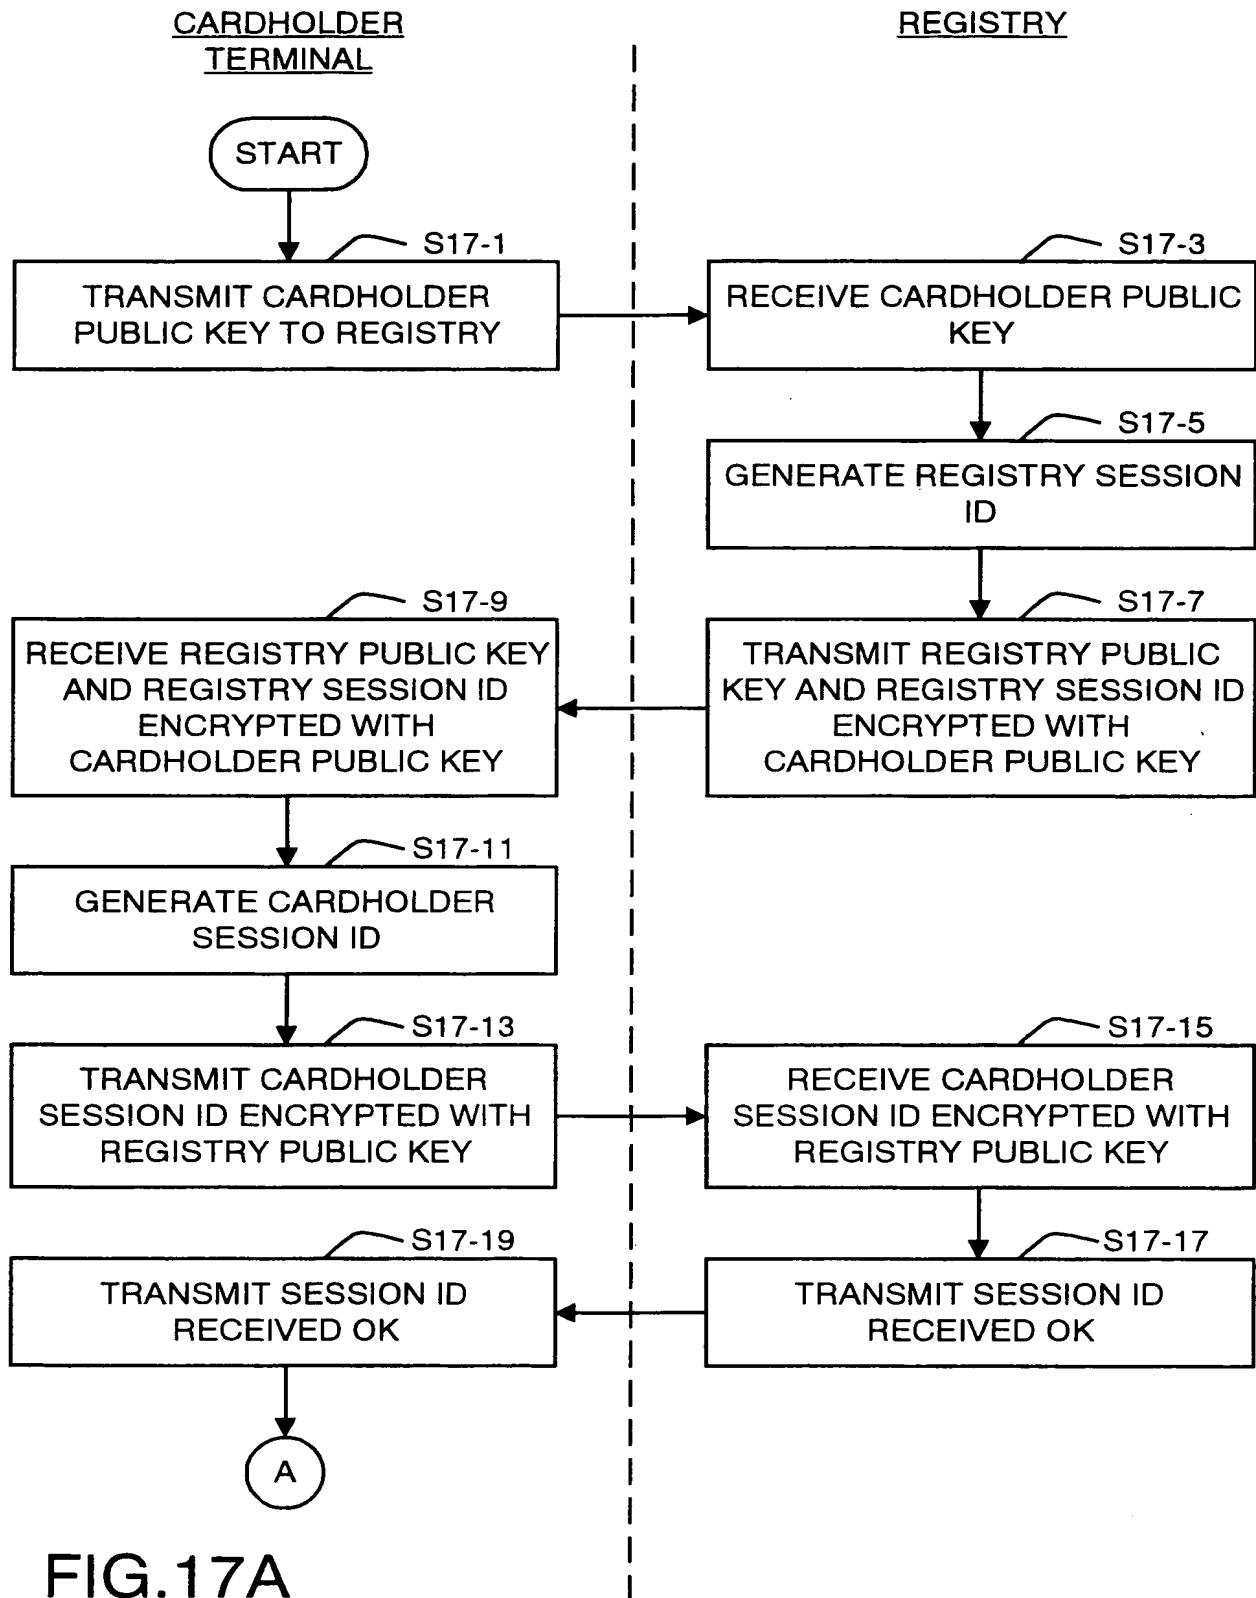 CARDHOLDER
TERMINAL
REGISTRY
START
S17-1
TRANSMIT CARDHOLDER
PUBLIC KEY TO REGISTRY
S17-3
RECEIVE CARDHOLDER PUBLIC
KEY
S17-5
GENERATE REGISTRY SESSION
ID
S17-9
RECEIVE REGISTRY PUBLIC KEY
AND REGISTRY SESSION ID
ENCRYPTED WITH
CARDHOLDER PUBLIC KEY
S17-7
TRANSMIT REGISTRY PUBLIC
KEY AND REGISTRY SESSION ID
ENCRYPTED WITH
CARDHOLDER PUBLIC KEY
S17-11
GENERATE CARDHOLDER
SESSION ID
S17-13
TRANSMIT CARDHOLDER
SESSION ID ENCRYPTED WITH
REGISTRY PUBLIC KEY
S17-15
RECEIVE CARDHOLDER
SESSION ID ENCRYPTED WITH
REGISTRY PUBLIC KEY
S17-19
TRANSMIT SESSION ID
RECEIVED OK
S17-17
TRANSMIT SESSION ID
RECEIVED OK
A
FIG.17A